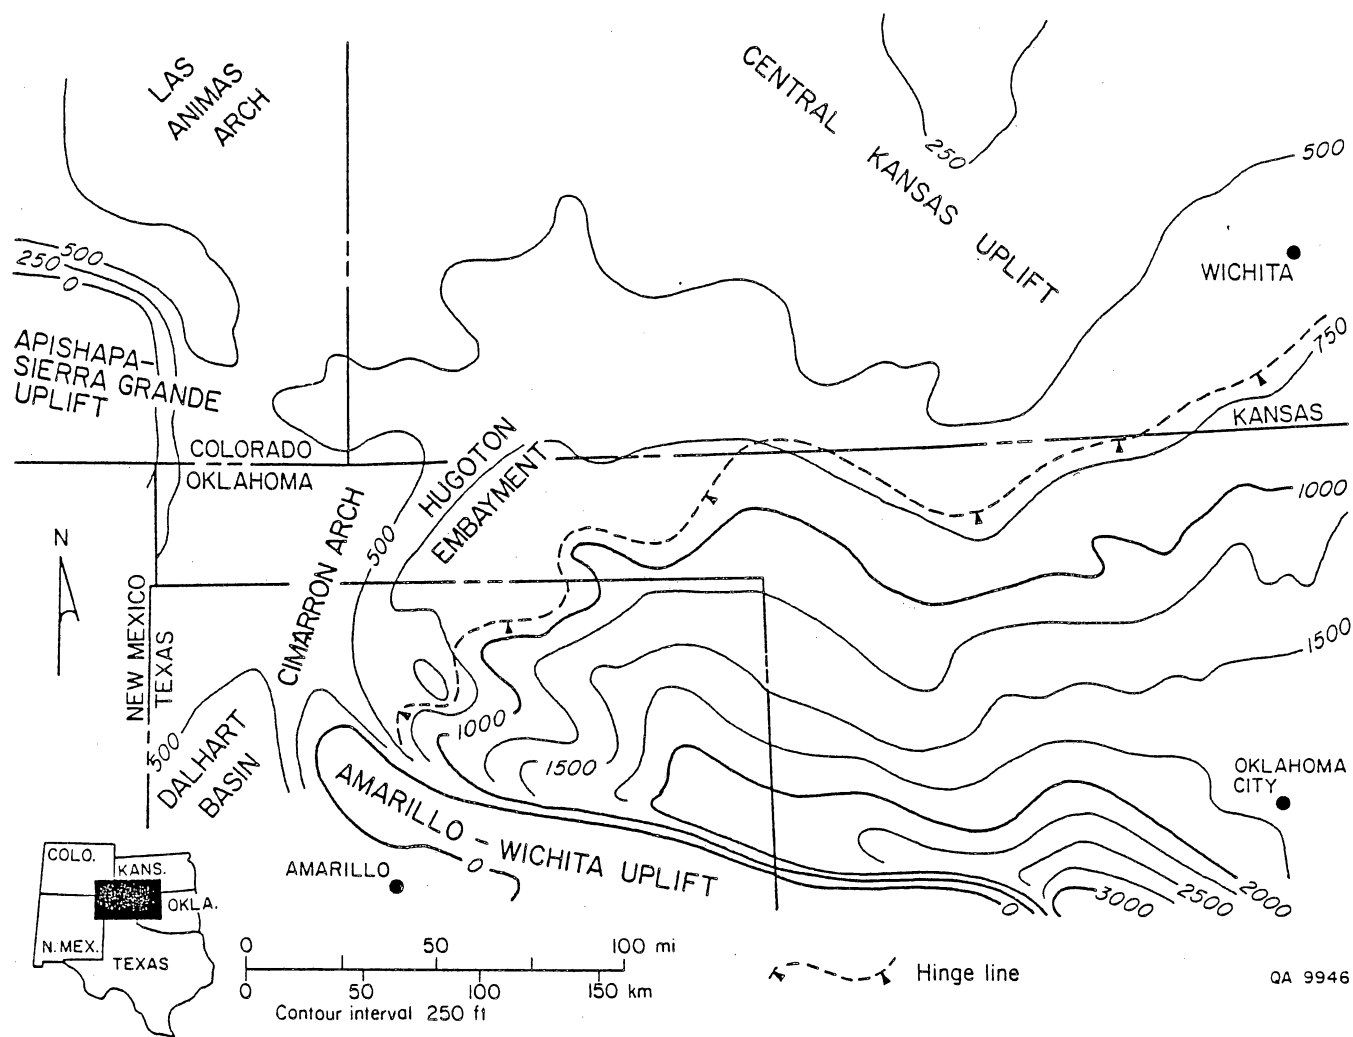 LAS
ANIMAS
ARCH
CENTRAL KANSAS UPLIFT
250
500
WICHITA
500
250
0
APISHAPA–
SIERRA GRANDE
UPLIFT
750
KANSAS
COLORADO
OKLAHOMA
HUGOTON
EMBAYMENT
1000
N
CIMARRON ARCH
500
NEW MEXICO
TEXAS
1500
500
DALHART
BASIN
1000
1500
AMARILLO – WICHITA UPLIFT
OKLAHOMA
CITY
AMARILLO
0
0
3000
2500
2000
COLO.
KANS.
OKLA.
N. MEX.
TEXAS
0 50 100 mi
0 50 100 150 km
Contour interval 250 ft
Hinge line
QA 9946